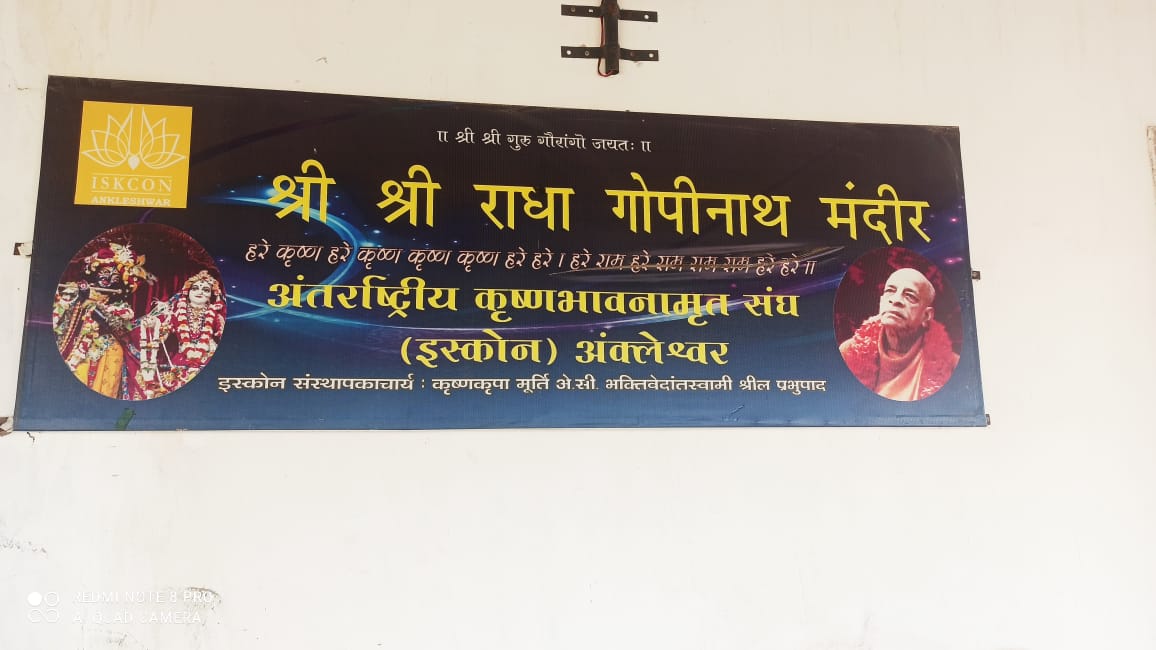 ISKCON
ANKLESHWAR
॥ श्री श्री गुरु गौरांगो जयतः ॥
श्री श्री राधा गोपीनाथ मंदीर
हरे कृष्ण हरे कृष्ण कृष्ण कृष्ण हरे हरे । हरे राम हरे राम राम राम हरे हरे ॥
अंतर्राष्ट्रीय कृष्णभावनामृत संघ
(इस्कोन) अंक्लेश्वर
इस्कोन संस्थापकाचार्य : कृष्णकृपा मूर्ति अे.सी. भक्तिवेदांतस्वामी श्रील प्रभुपाद
REDMI NOTE 8 PRO
AI QUAD CAMERA